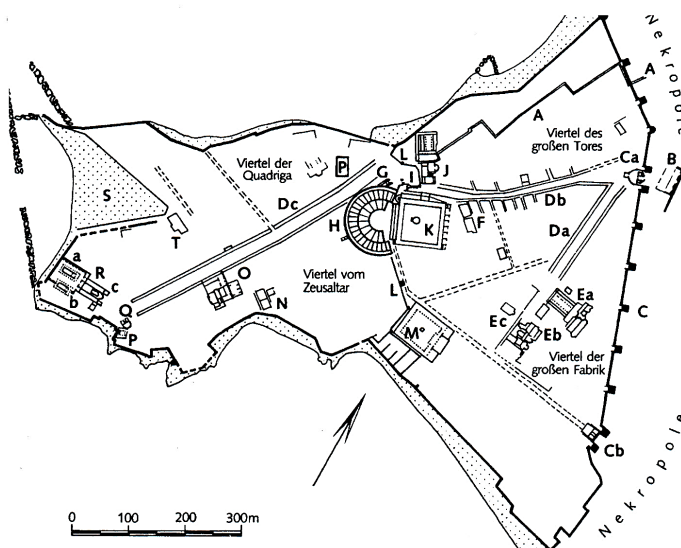 Nekropole
A
A
Viertel des
großen Tores
L
Viertel der
Quadriga
P
J
G
I
Ca
B
S
Dc
Db
H
K
F
T
Da
a
R
Viertel vom
Zeusaltar
c
O
L
b
N
Ea
C
Q
M
Ec
Eb
P
Viertel der
großen Fabrik
Cb
Nekropole
0 100 200 300m